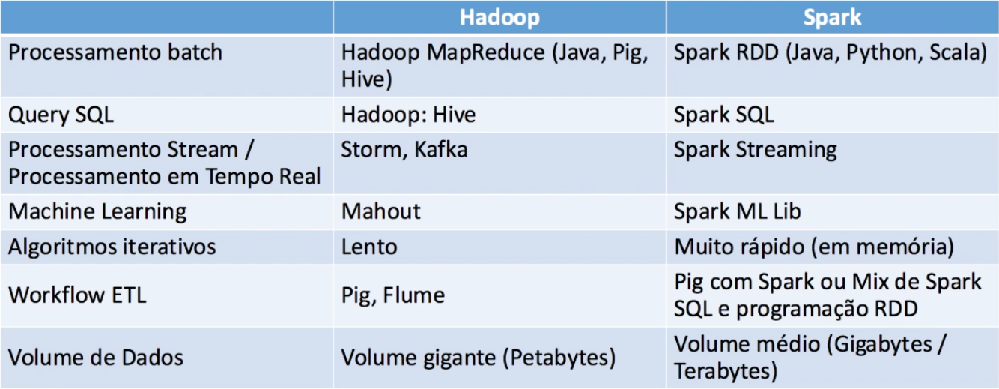 Hadoop
Spark
Processamento batch
Hadoop MapReduce (Java, Pig,
Hive)
Spark RDD (Java, Python, Scala)
Query SQL
Hadoop: Hive
Spark SQL
Processamento Stream /
Processamento em Tempo Real
Storm, Kafka
Spark Streaming
Machine Learning
Mahout
Spark ML Lib
Algoritmos iterativos
Lento
Muito rápido (em memória)
Workflow ETL
Pig, Flume
Pig com Spark ou Mix de Spark
SQL e programação RDD
Volume de Dados
Volume gigante (Petabytes)
Volume médio (Gigabytes /
Terabytes)